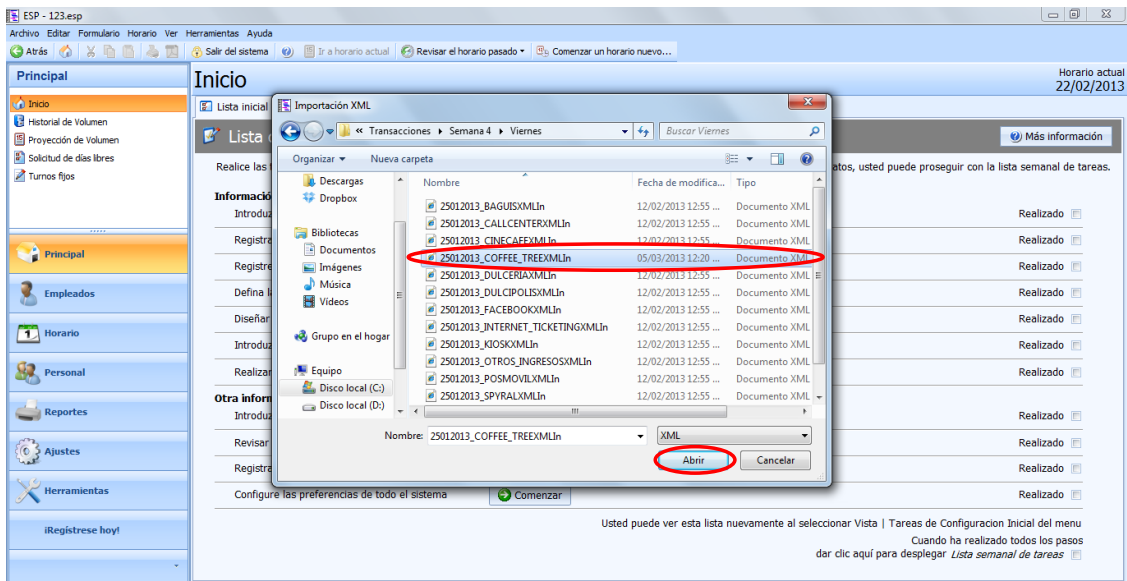 ESP - 123.esp
Archivo Editar Formulario Horario Ver Herramientas Ayuda
Atrás Salir del sistema Ir a horario actual Revisar el horario pasado Comenzar un horario nuevo...
Principal
Inicio
Historial de Volumen
Proyección de Volumen
Solicitud de días libres
Turnos fijos
Principal
Empleados
Horario
Personal
Reportes
Ajustes
Herramientas
¡Regístrese hoy!
Inicio
Horario actual
22/02/2013
Lista inicial
Lista
Más información
Realice las
atos, usted puede proseguir con la lista semanal de tareas.
Informació
Introduz
Realizado
Registra
Realizado
Registre
Realizado
Defina l
Realizado
Diseñar
Realizado
Introduz
Realizado
Realizar
Realizado
Otra inform
Introduz
Realizado
Revisar
Realizado
Registra
Realizado
Configure las preferencias de todo el sistema Comenzar Realizado
Usted puede ver esta lista nuevamente al seleccionar Vista | Tareas de Configuracion Inicial del menu
Cuando ha realizado todos los pasos
dar clic aquí para desplegar Lista semanal de tareas
Importación XML
« Transacciones Semana 4 Viernes Buscar Viernes
Organizar Nueva carpeta
Descargas
Dropbox
Bibliotecas
Documentos
Imágenes
Música
Vídeos
Grupo en el hogar
Equipo
Disco local (C:)
Disco local (D:)
Nombre Fecha de modifica... Tipo
25012013_BAGUISXMLIn 12/02/2013 12:55 ... Documento XML
25012013_CALLCENTERXMLIn 12/02/2013 12:55 ... Documento XML
25012013_CINECAFEXMLIn 12/02/2013 12:55 ... Documento XML
25012013_COFFEE_TREEXMLIn 05/03/2013 12:20 ... Documento XML
25012013_DULCERIAXMLIn 12/02/2013 12:55 ... Documento XML
25012013_DULCIPOLISXMLIn 12/02/2013 12:55 ... Documento XML
25012013_FACEBOOKXMLIn 12/02/2013 12:55 ... Documento XML
25012013_INTERNET_TICKETINGXMLIn 12/02/2013 12:55 ... Documento XML
25012013_KIOSKXMLIn 12/02/2013 12:55 ... Documento XML
25012013_OTROS_INGRESOSXMLIn 12/02/2013 12:55 ... Documento XML
25012013_POSMOVILXMLIn 12/02/2013 12:55 ... Documento XML
25012013_SPYRALXMLIn 12/02/2013 12:55 ... Documento XML
Nombre: 25012013_COFFEE_TREEXMLIn XML
Abrir Cancelar